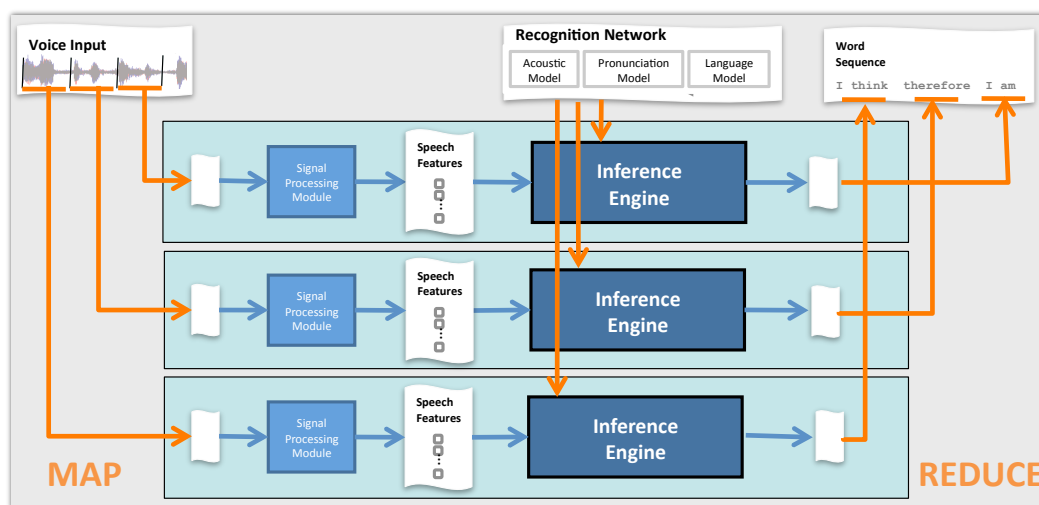 Voice Input
Recognition Network
Acoustic
Model
Pronunciation
Model
Language
Model
Word
Sequence
I think therefore I am
Signal
Processing
Module
Speech
Features
Inference
Engine
Signal
Processing
Module
Speech
Features
Inference
Engine
Signal
Processing
Module
Speech
Features
Inference
Engine
MAP
REDUCE